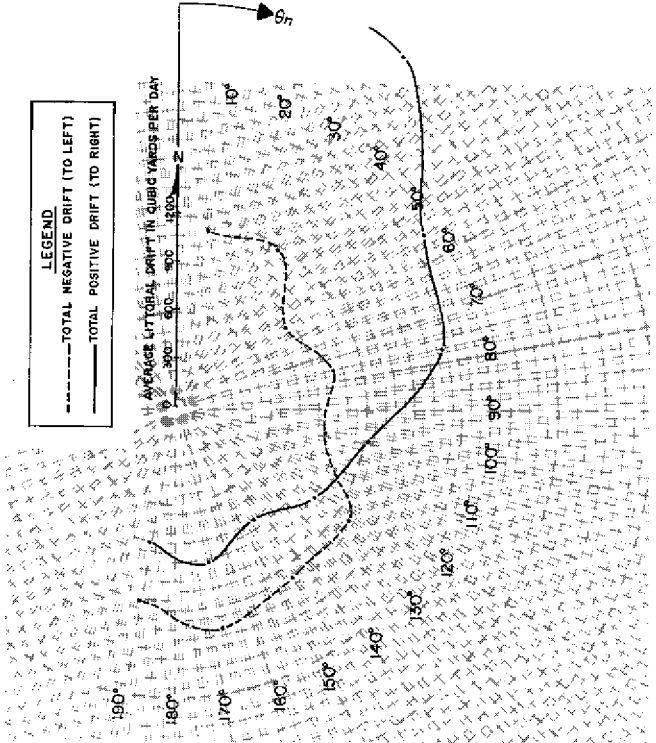 LEGEND
TOTAL NEGATIVE DRIFT (TO LEFT)
TOTAL POSITIVE DRIFT (TO RIGHT)
AVERAGE LITTORAL DRIFT IN CUBIC YARDS PER DAY
0 300 600 900 1200
N
θn
10°
20°
30°
40°
50°
60°
70°
80°
90°
100°
110°
120°
130°
140°
150°
160°
170°
180°
190°